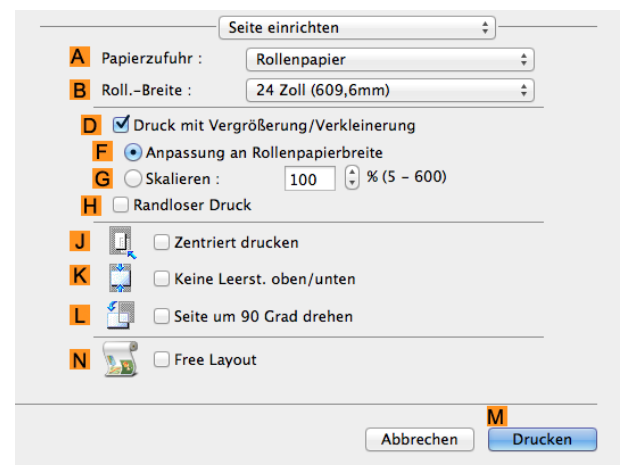 Seite einrichten
A Papierzufuhr : Rollenpapier
B Roll.-Breite : 24 Zoll (609,6mm)
D Druck mit Vergrößerung/Verkleinerung
F Anpassung an Rollenpapierbreite
G Skalieren : 100 % (5 - 600)
H Randloser Druck
J Zentriert drucken
K Keine Leerst. oben/unten
L Seite um 90 Grad drehen
N Free Layout
M
Abbrechen Drucken